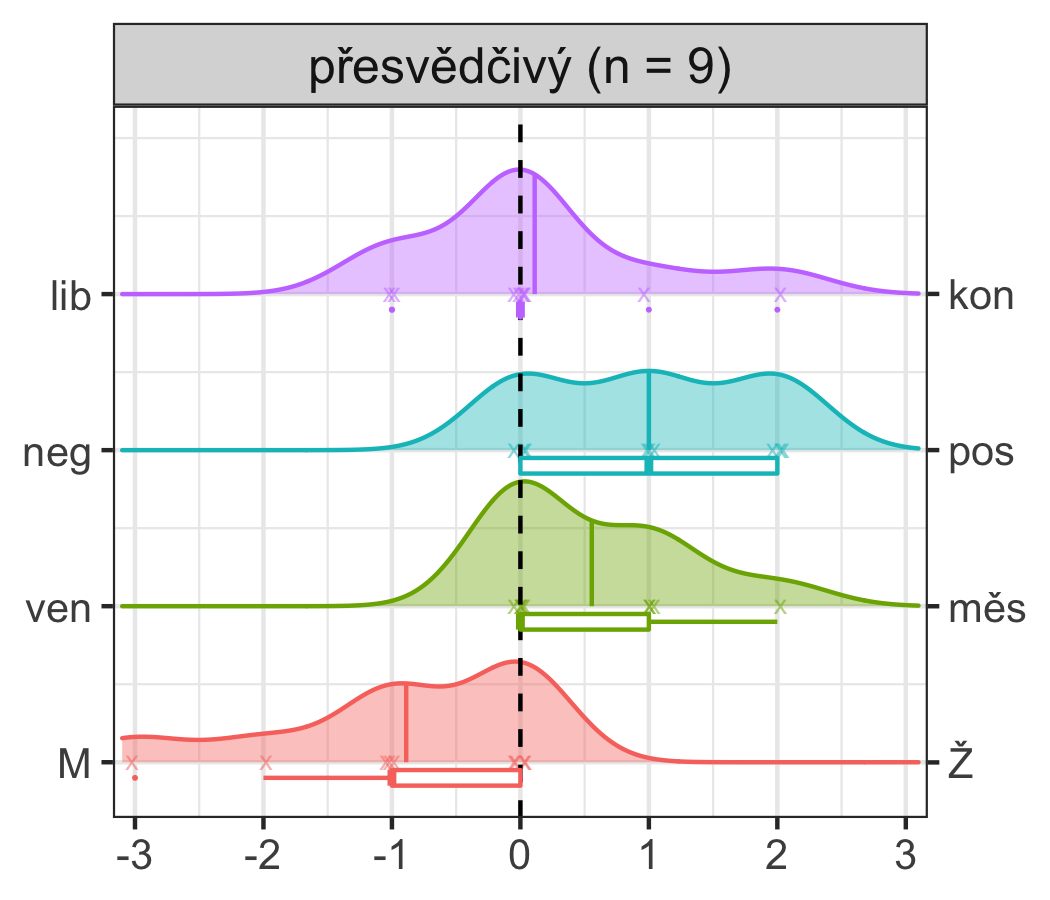 přesvědčivý (n = 9)
lib kon
neg pos
ven měs
M Ž
-3 -2 -1 0 1 2 3